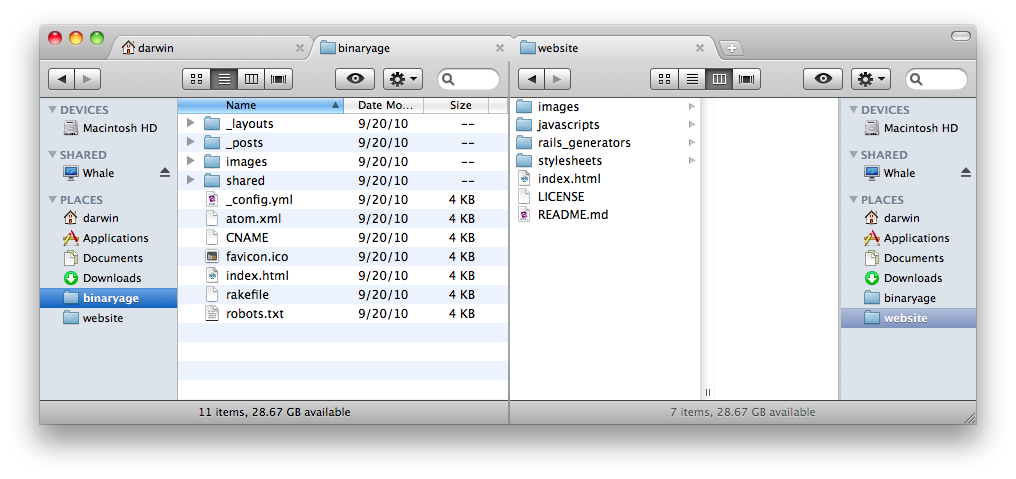 darwin
binaryage
website
DEVICES
Macintosh HD
SHARED
Whale
PLACES
darwin
Applications
Documents
Downloads
binaryage
website
Name Date Mo... Size
_layouts 9/20/10 --
_posts 9/20/10 --
images 9/20/10 --
shared 9/20/10 --
_config.yml 9/20/10 4 KB
atom.xml 9/20/10 4 KB
CNAME 9/20/10 4 KB
favicon.ico 9/20/10 4 KB
index.html 9/20/10 4 KB
rakefile 9/20/10 4 KB
robots.txt 9/20/10 4 KB
11 items, 28.67 GB available
images
javascripts
rails_generators
stylesheets
index.html
LICENSE
README.md
7 items, 28.67 GB available
DEVICES
Macintosh HD
SHARED
Whale
PLACES
darwin
Applications
Documents
Downloads
binaryage
website